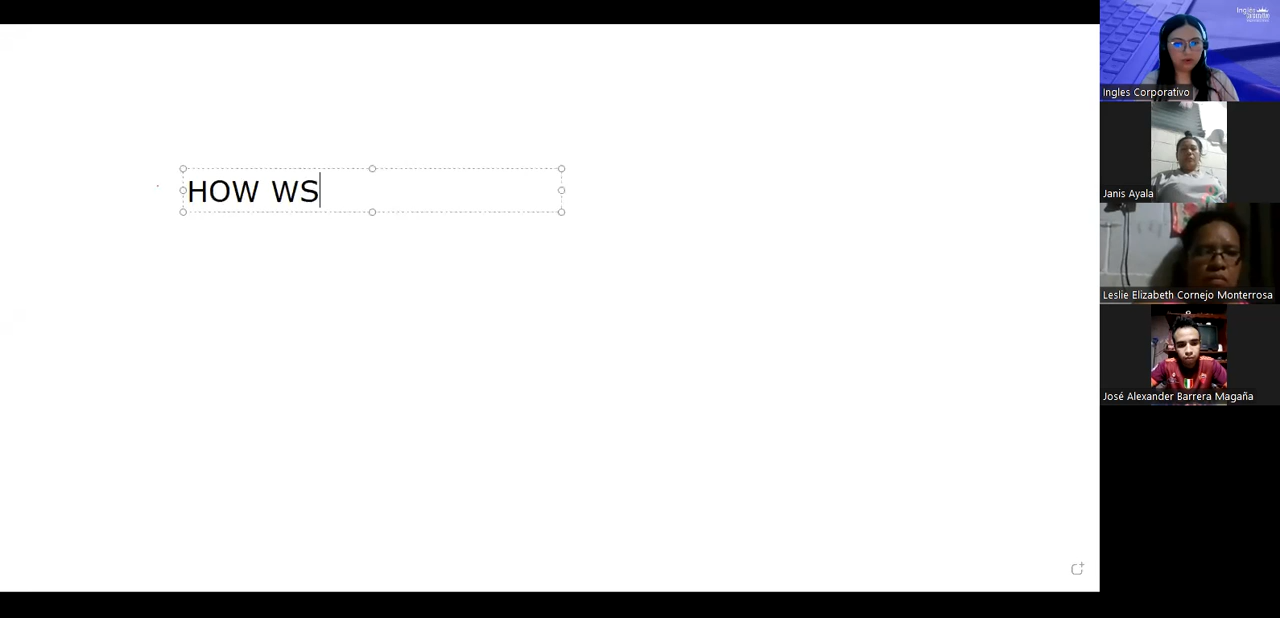 HOW WS
Ingles Corporativo
Janis Ayala
Leslie Elizabeth Cornejo Monterrosa
José Alexander Barrera Magaña